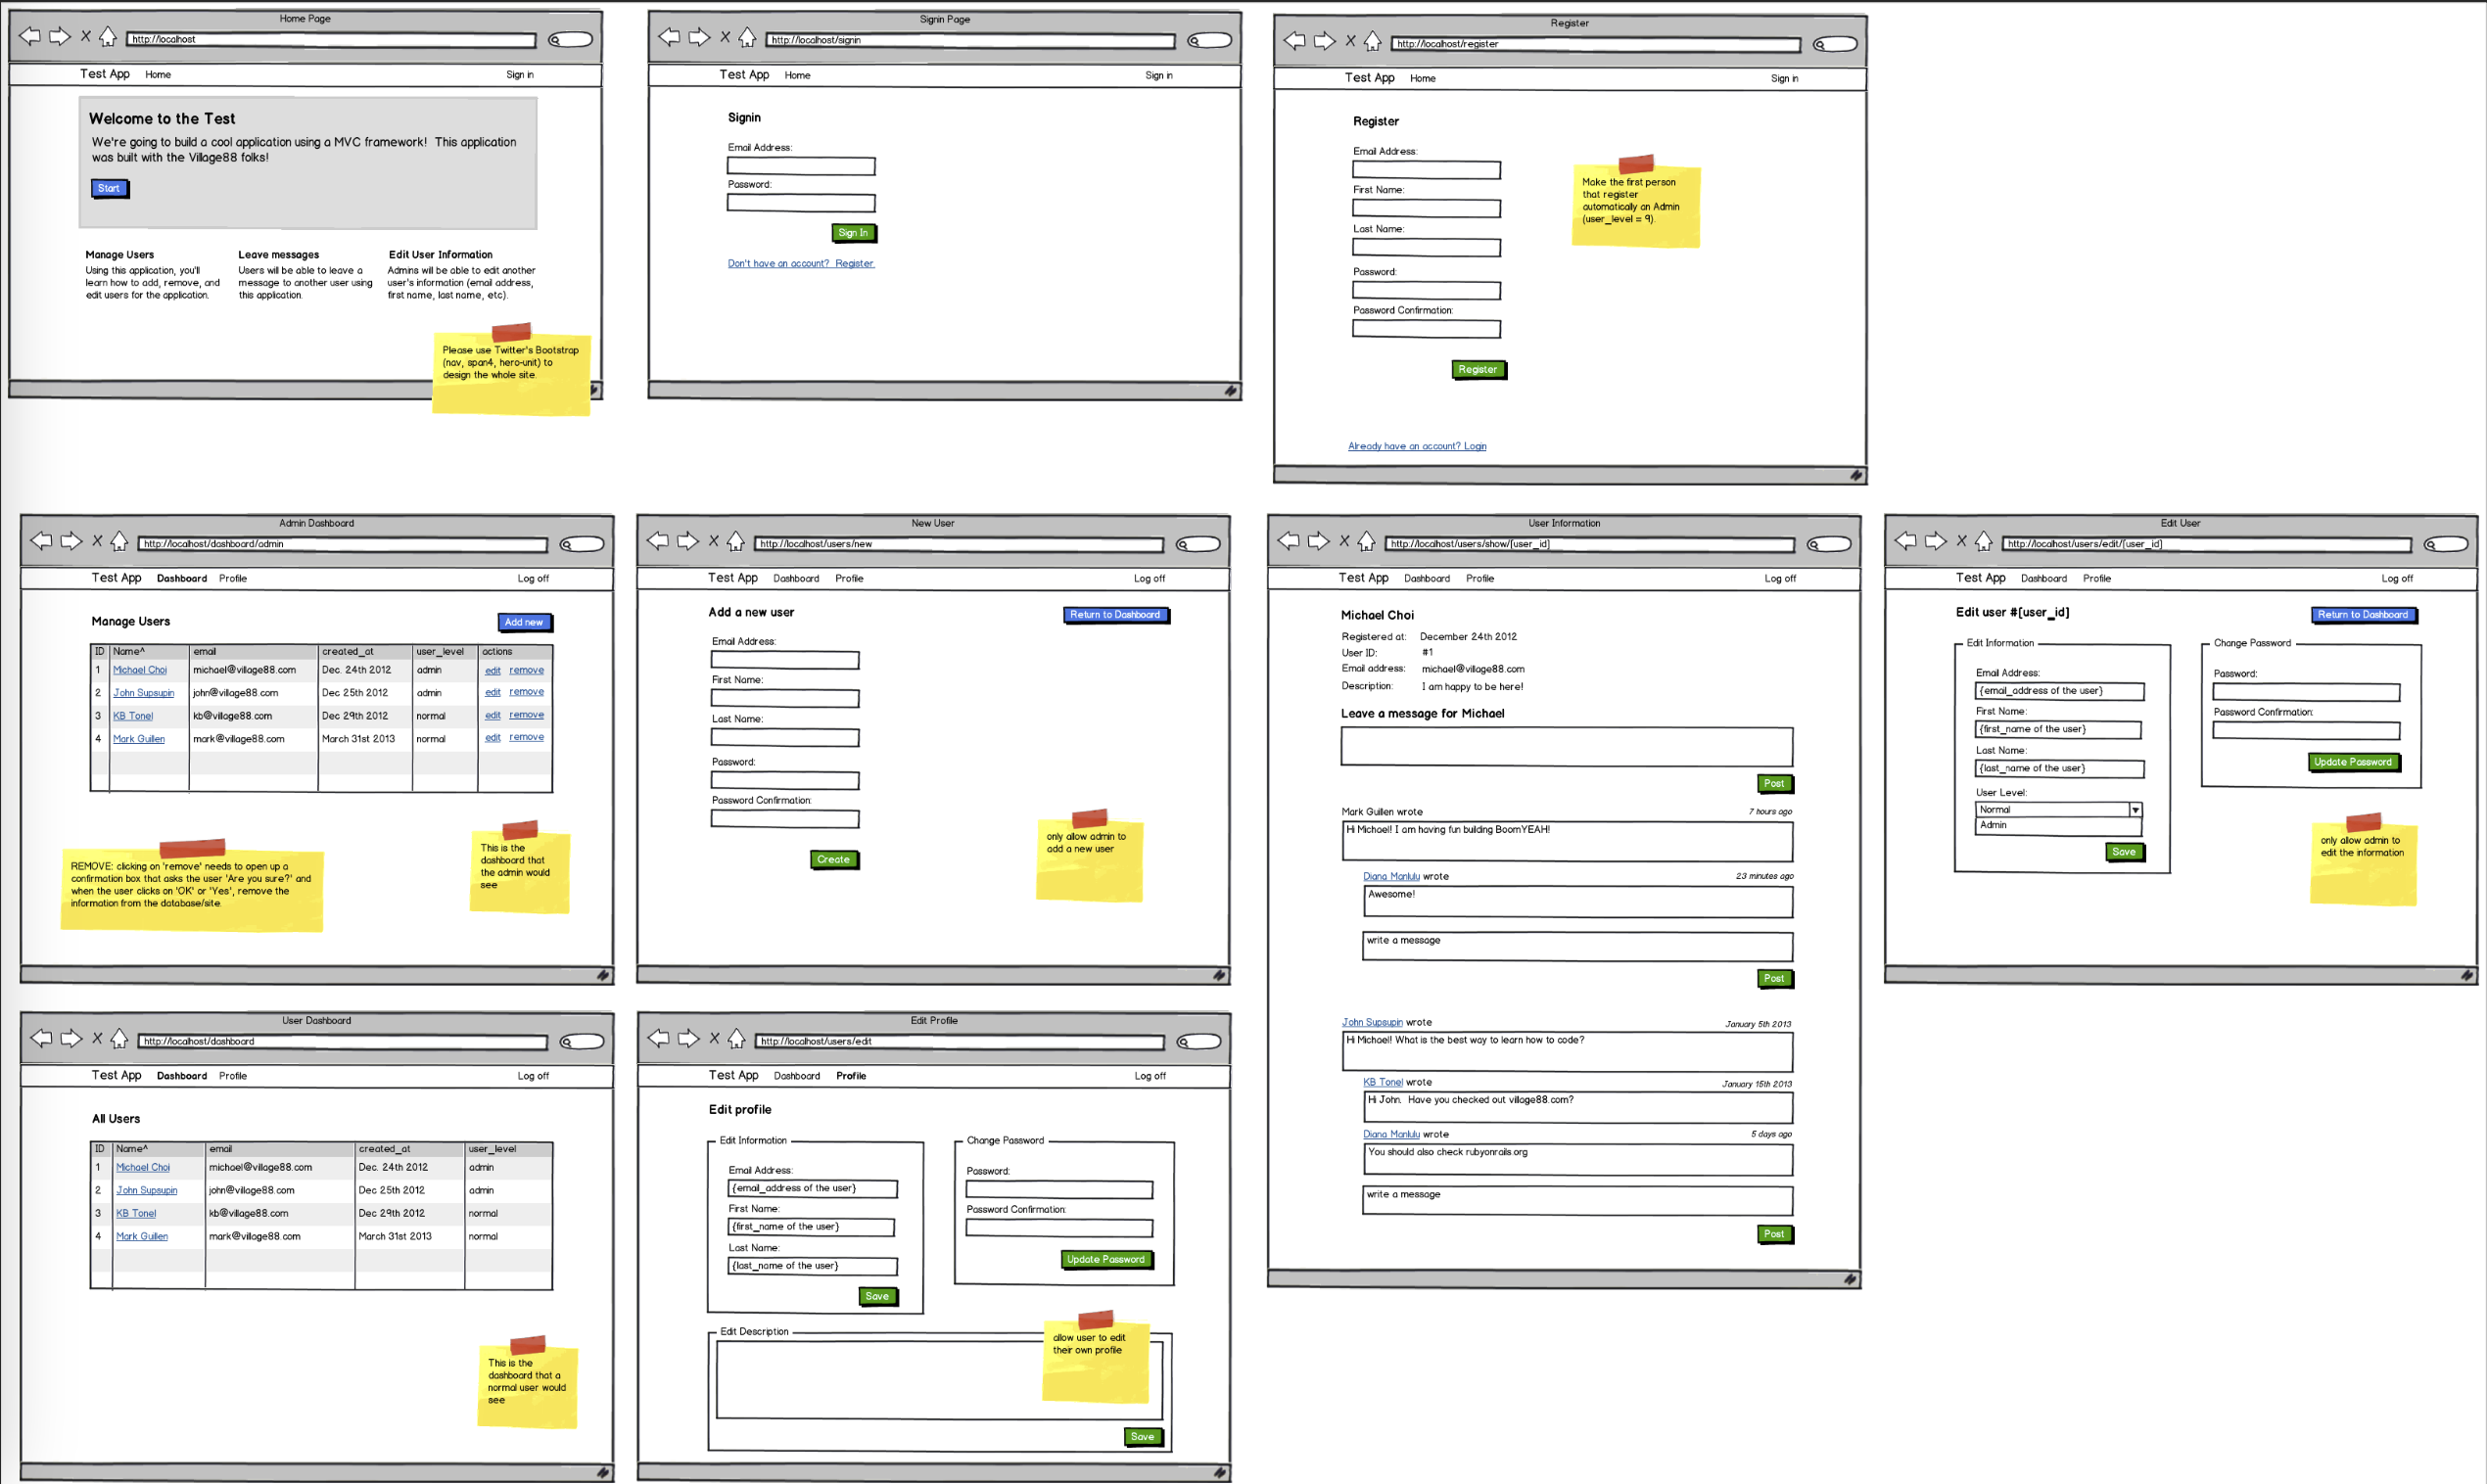 Home Page
http://localhost
Test App Home Sign in
Welcome to the Test
We're going to build a cool application using a MVC framework! This application
was built with the Village88 folks!
Start
Manage Users
Using this application, you'll
learn how to add, remove, and
edit users for the application.
Leave messages
Users will be able to leave a
message to another user using
this application.
Edit User Information
Admins will be able to edit another
user's information (email address,
first name, last name, etc).
Please use Twitter's Bootstrap
(nav, span4, hero-unit) to
design the whole site.
Signin Page
http://localhost/signin
Test App Home Sign in
Signin
Email Address:
Password:
Sign In
Don't have an account? Register.
Register
http://localhost/register
Test App Home Sign in
Register
Email Address:
First Name:
Last Name:
Password:
Password Confirmation:
Register
Already have an account? Login
Make the first person
that register
automatically an Admin
(user_level = 9).
Admin Dashboard
http://localhost/dashboard/admin
Test App Dashboard Profile Log off
Manage Users Add new
ID Name^ email created_at user_level actions
1 Michael Choi michael@village88.com Dec. 24th 2012 admin edit remove
2 John Supsupin john@village88.com Dec 25th 2012 admin edit remove
3 KB Tonel kb@village88.com Dec 29th 2012 normal edit remove
4 Mark Guillen mark@village88.com March 31st 2013 normal edit remove
REMOVE: clicking on 'remove' needs to open up a
confirmation box that asks the user 'Are you sure?' and
when the user clicks on 'OK' or 'Yes', remove the
information from the database/site.
This is the
dashboard that
the admin would
see
New User
http://localhost/users/new
Test App Dashboard Profile Log off
Add a new user Return to Dashboard
Email Address:
First Name:
Last Name:
Password:
Password Confirmation:
Create
only allow admin to
add a new user
User Information
http://localhost/users/show/[user_id]
Test App Dashboard Profile Log off
Michael Choi
Registered at: December 24th 2012
User ID: #1
Email address: michael@village88.com
Description: I am happy to be here!
Leave a message for Michael
Post
Mark Guillen wrote 7 hours ago
Hi Michael! I am having fun building BoomYEAH!
Diana Manlulu wrote 23 minutes ago
Awesome!
write a message
Post
John Supsupin wrote January 5th 2013
Hi Michael! What is the best way to learn how to code?
KB Tonel wrote January 15th 2013
Hi John. Have you checked out village88.com?
Diana Manlulu wrote 5 days ago
You should also check rubyonrails.org
write a message
Post
Edit User
http://localhost/users/edit/[user_id]
Test App Dashboard Profile Log off
Edit user #[user_id] Return to Dashboard
Edit Information
Email Address:
{email_address of the user}
First Name:
{first_name of the user}
Last Name:
{last_name of the user}
User Level:
Normal
Admin
Save
Change Password
Password:
Password Confirmation:
Update Password
only allow admin to
edit the information
User Dashboard
http://localhost/dashboard
Test App Dashboard Profile Log off
All Users
ID Name^ email created_at user_level
1 Michael Choi michael@village88.com Dec. 24th 2012 admin
2 John Supsupin john@village88.com Dec 25th 2012 admin
3 KB Tonel kb@village88.com Dec 29th 2012 normal
4 Mark Guillen mark@village88.com March 31st 2013 normal
This is the
dashboard that a
normal user would
see
Edit Profile
http://localhost/users/edit
Test App Dashboard Profile Log off
Edit profile
Edit Information
Email Address:
{email_address of the user}
First Name:
{first_name of the user}
Last Name:
{last_name of the user}
Save
Change Password
Password:
Password Confirmation:
Update Password
Edit Description
allow user to edit
their own profile
Save